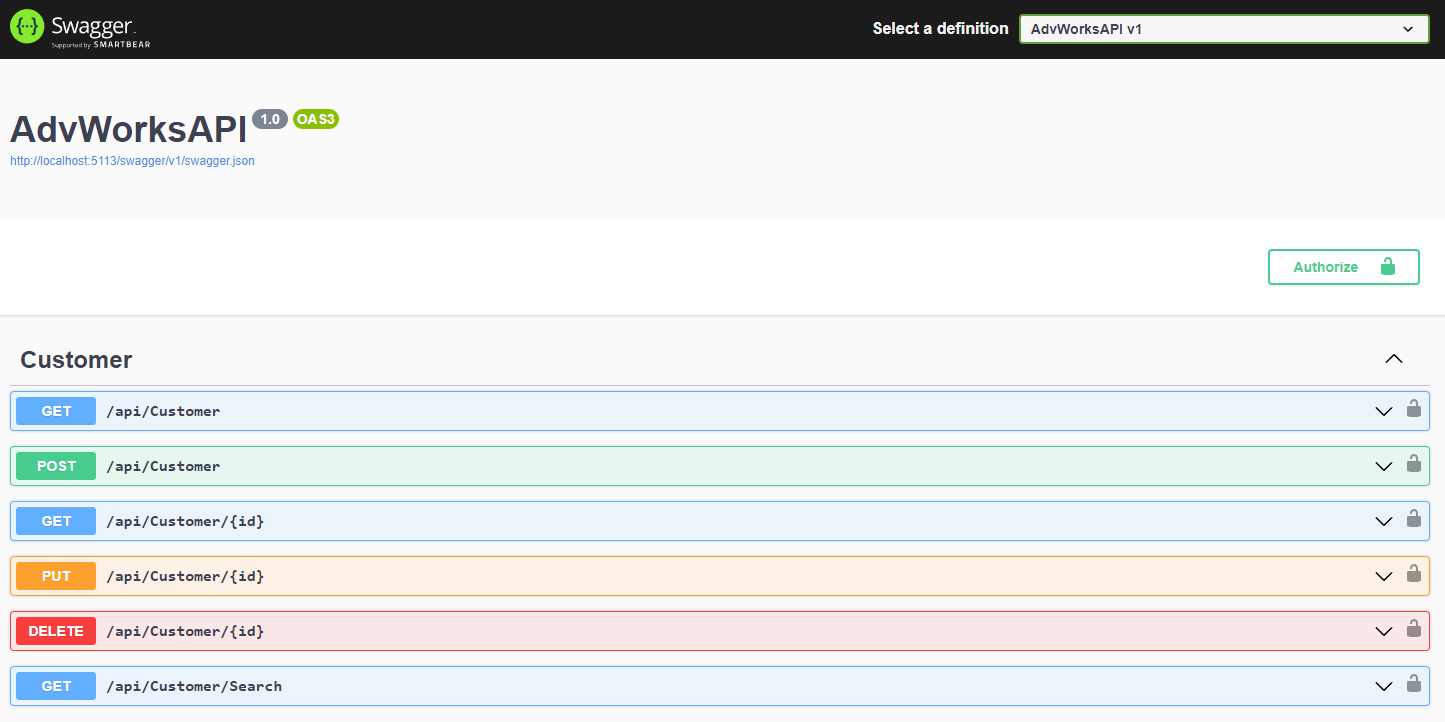 Swagger
Supported by SMARTBEAR
Select a definition
AdvWorksAPI v1
AdvWorksAPI 1.0 OAS3
http://localhost:5113/swagger/v1/swagger.json
Authorize
Customer
GET /api/Customer
POST /api/Customer
GET /api/Customer/{id}
PUT /api/Customer/{id}
DELETE /api/Customer/{id}
GET /api/Customer/Search